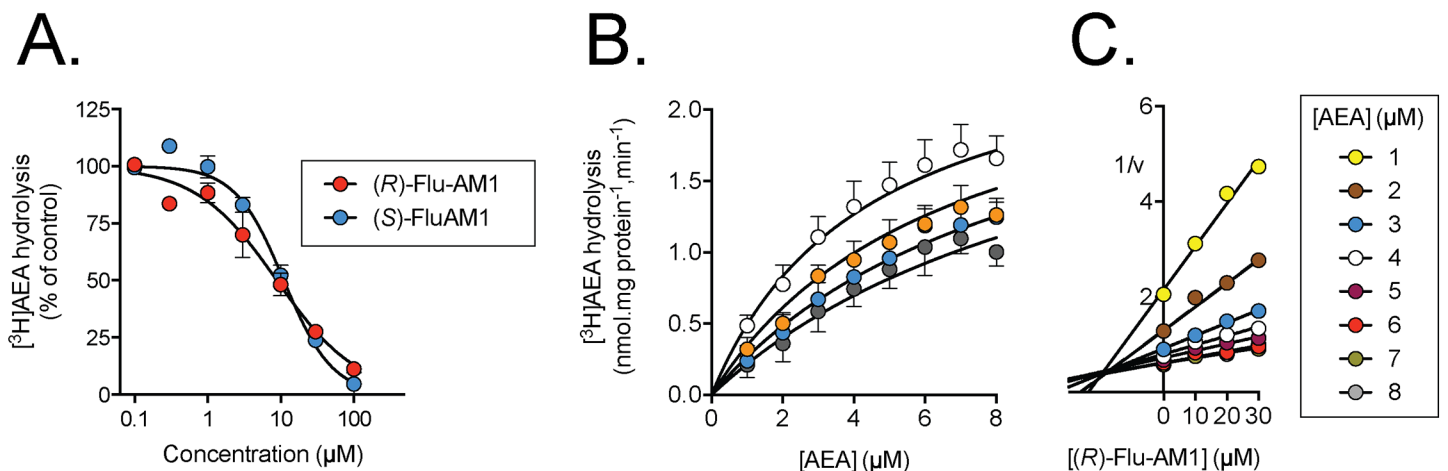 A.
B.
C.
[³H]AEA hydrolysis
(% of control)
125
100
75
50
25
0
0.1
1
10
100
Concentration (µM)
(R)-Flu-AM1
(S)-FluAM1
[³H]AEA hydrolysis
(nmol.mg protein⁻¹,min⁻¹)
2.0
1.5
1.0
0.5
0.0
0
2
4
6
8
[AEA] (µM)
6
1/v
4
2
0
10
20
30
[(R)-Flu-AM1] (µM)
[AEA] (µM)
1
2
3
4
5
6
7
8